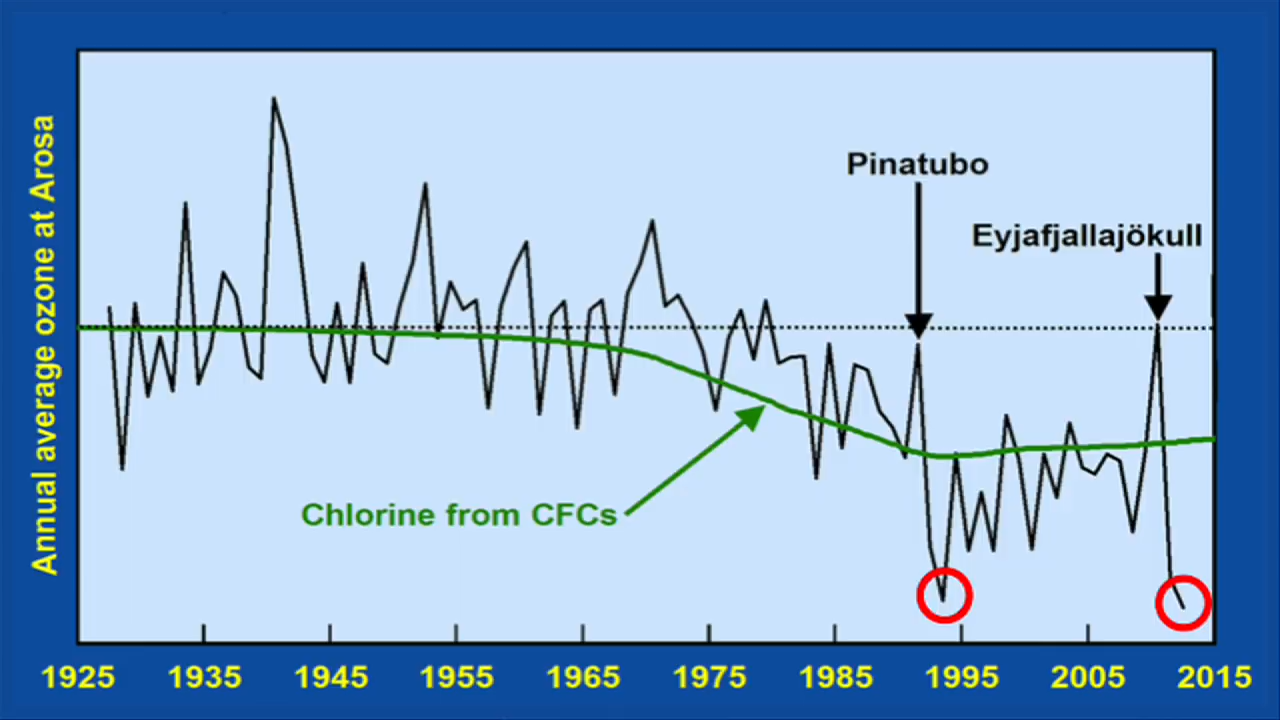 Annual average ozone at Arosa
Pinatubo
Eyjafjallajökull
Chlorine from CFCs
1925 1935 1945 1955 1965 1975 1985 1995 2005 2015